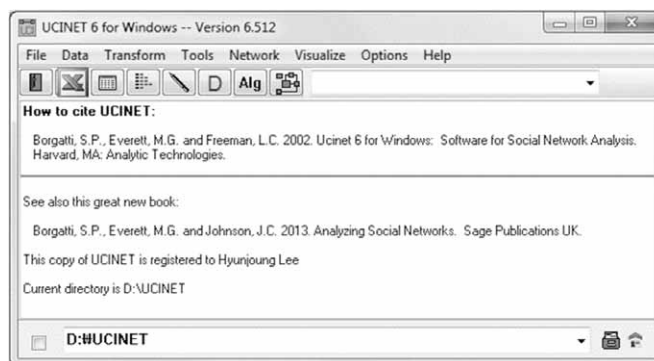 UCINET 6 for Windows -- Version 6.512
File Data Transform Tools Network Visualize Options Help
D Alg
How to cite UCINET:
Borgatti, S.P., Everett, M.G. and Freeman, L.C. 2002. Ucinet 6 for Windows: Software for Social Network Analysis.
Harvard, MA: Analytic Technologies.
See also this great new book:
Borgatti, S.P., Everett, M.G. and Johnson, J.C. 2013. Analyzing Social Networks. Sage Publications UK.
This copy of UCINET is registered to Hyunjoung Lee
Current directory is D:\UCINET
D:₩UCINET